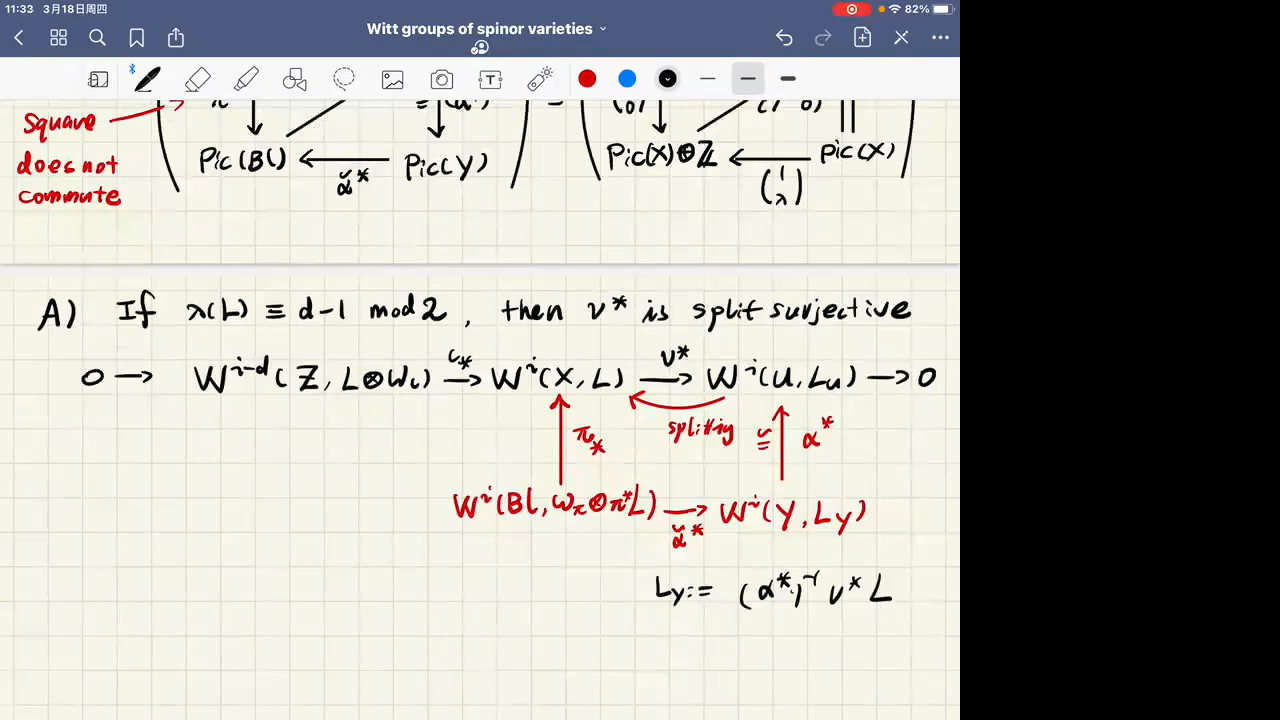 11:33 3月18日周四
82%
Witt groups of spinor varieties
T
Square
does not
commute
Pic(Bl) ← Pic(Y)
α̃*
Pic(X)⊕ℤ ← Pic(X)
(1 λ)
A) If λ(L) ≡ d-1 mod 2, then υ* is split surjective
0 → W^{i-d}(Z, L⊗ω_ι) →^{ι_*} W^i(X, L) →^{υ*} W^i(U, L_U) → 0
splitting
π_* ≅ α*
W^i(Bl, ω_π⊗π*L) → W^i(Y, L_Y)
α̃*
L_Y := (α*)^{-1} υ* L